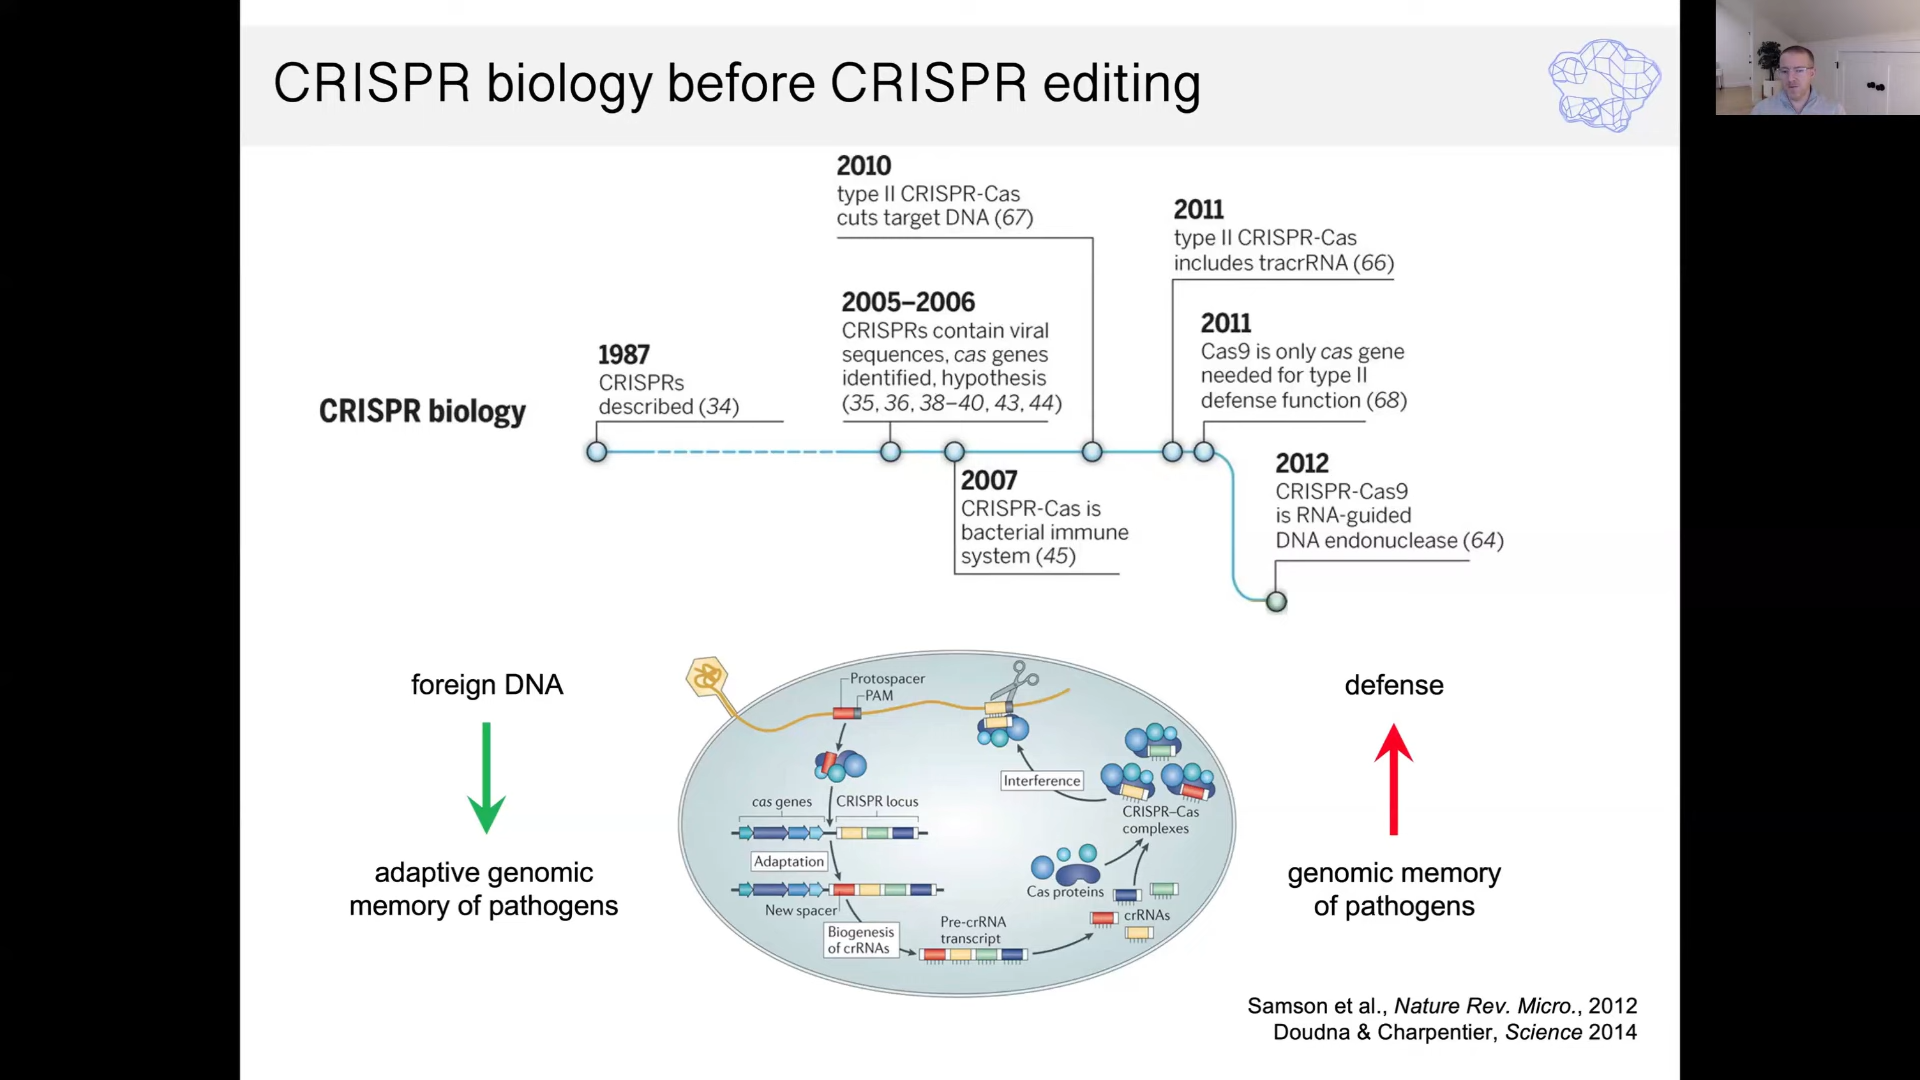 CRISPR biology before CRISPR editing
2010
type II CRISPR-Cas
cuts target DNA (67)
2011
type II CRISPR-Cas
includes tracrRNA (66)
2005–2006
CRISPRs contain viral
sequences, cas genes
identified, hypothesis
(35, 36, 38–40, 43, 44)
2011
Cas9 is only cas gene
needed for type II
defense function (68)
1987
CRISPRs
described (34)
CRISPR biology
2007
CRISPR-Cas is
bacterial immune
system (45)
2012
CRISPR-Cas9
is RNA-guided
DNA endonuclease (64)
foreign DNA
adaptive genomic
memory of pathogens
Protospacer
PAM
cas genes
CRISPR locus
Adaptation
New spacer
Biogenesis
of crRNAs
Pre-crRNA
transcript
crRNAs
Cas proteins
CRISPR–Cas
complexes
Interference
defense
genomic memory
of pathogens
Samson et al., Nature Rev. Micro., 2012
Doudna & Charpentier, Science 2014